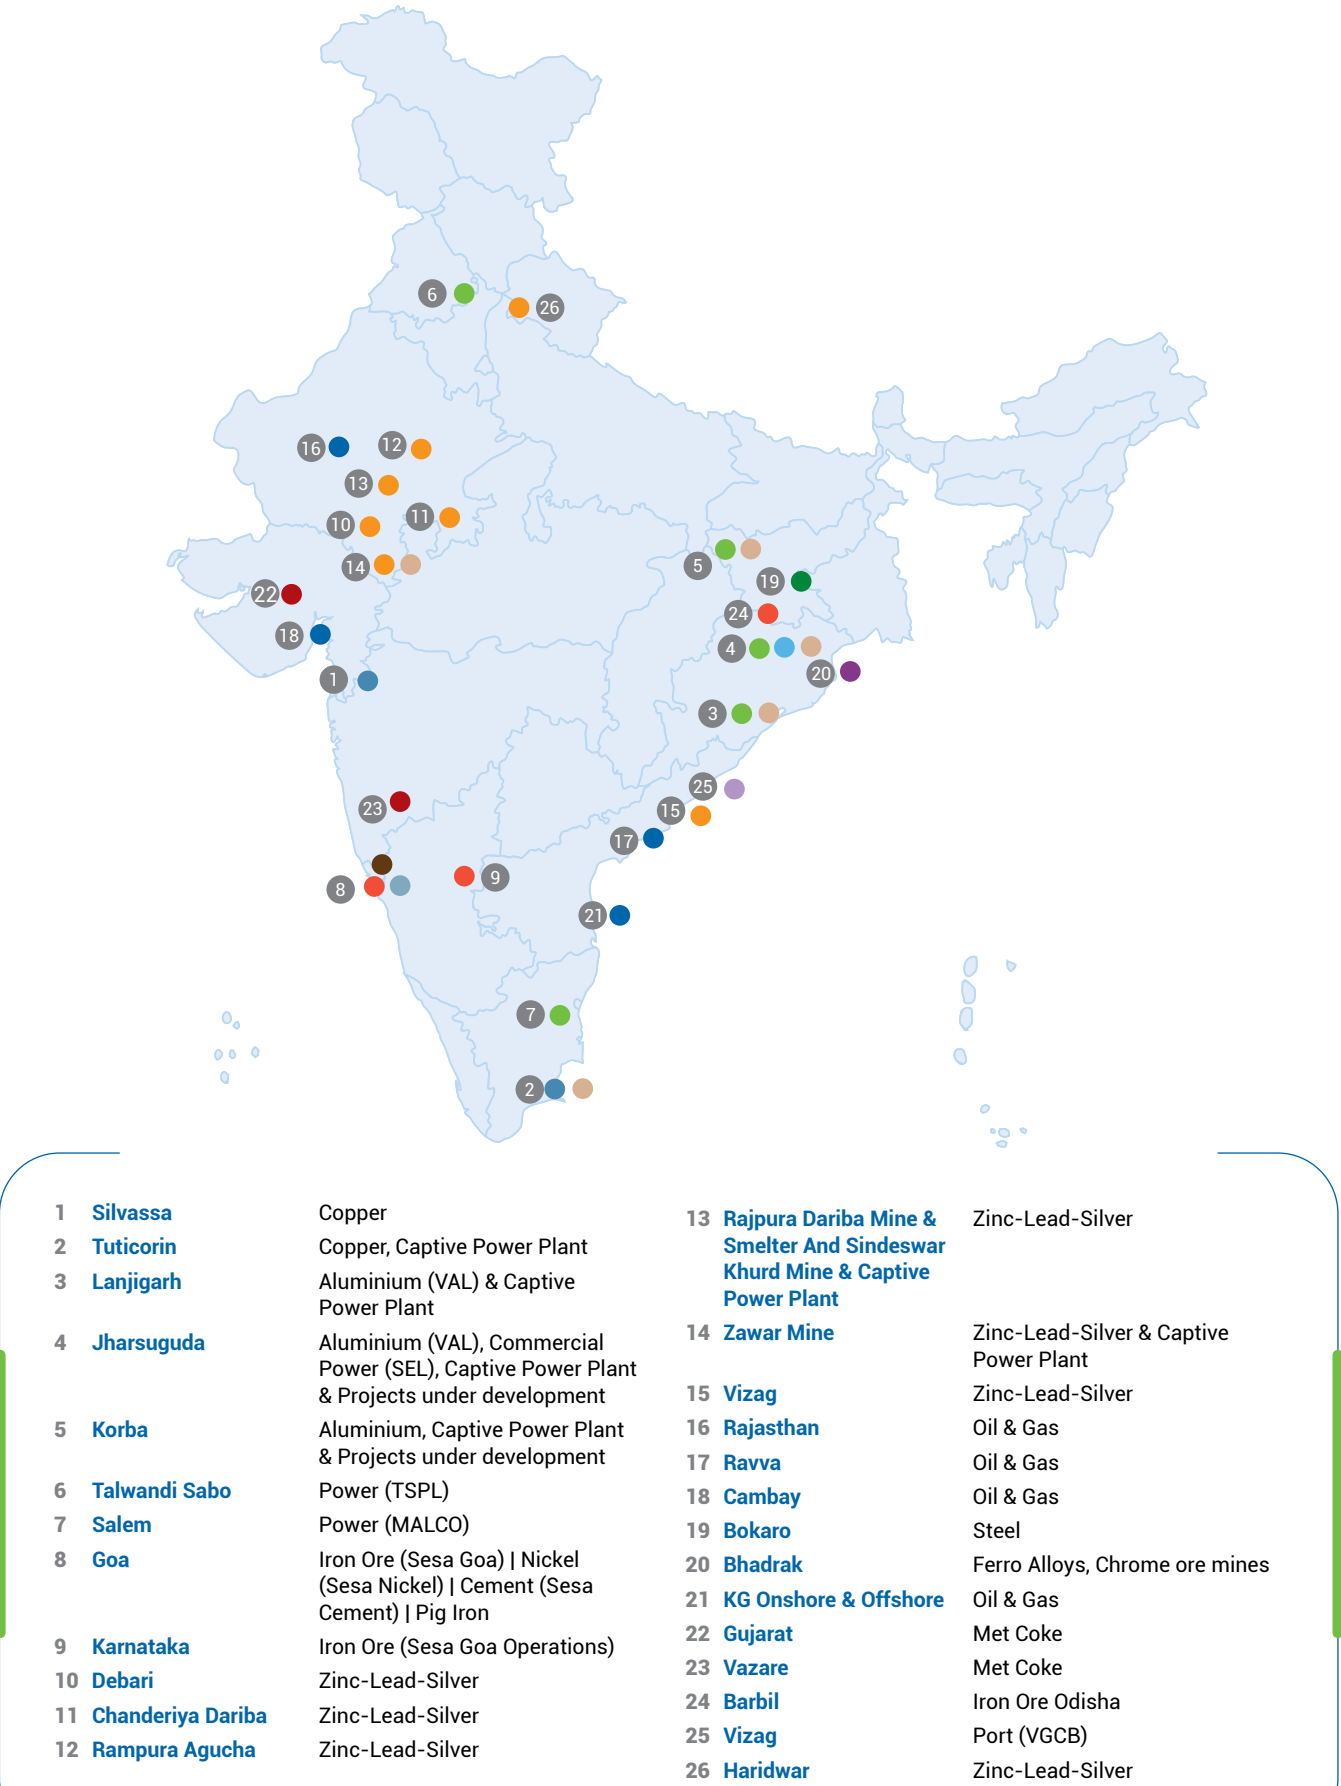 6
26
16
12
13
10
11
14
5
19
22
24
18
4
20
1
3
25
23
15
17
8
9
21
7
2
1 Silvassa Copper
2 Tuticorin Copper, Captive Power Plant
3 Lanjigarh Aluminium (VAL) & Captive
Power Plant
4 Jharsuguda Aluminium (VAL), Commercial
Power (SEL), Captive Power Plant
& Projects under development
5 Korba Aluminium, Captive Power Plant
& Projects under development
6 Talwandi Sabo Power (TSPL)
7 Salem Power (MALCO)
8 Goa Iron Ore (Sesa Goa) | Nickel
(Sesa Nickel) | Cement (Sesa
Cement) | Pig Iron
9 Karnataka Iron Ore (Sesa Goa Operations)
10 Debari Zinc-Lead-Silver
11 Chanderiya Dariba Zinc-Lead-Silver
12 Rampura Agucha Zinc-Lead-Silver
13 Rajpura Dariba Mine & Zinc-Lead-Silver
Smelter And Sindeswar
Khurd Mine & Captive
Power Plant
14 Zawar Mine Zinc-Lead-Silver & Captive
Power Plant
15 Vizag Zinc-Lead-Silver
16 Rajasthan Oil & Gas
17 Ravva Oil & Gas
18 Cambay Oil & Gas
19 Bokaro Steel
20 Bhadrak Ferro Alloys, Chrome ore mines
21 KG Onshore & Offshore Oil & Gas
22 Gujarat Met Coke
23 Vazare Met Coke
24 Barbil Iron Ore Odisha
25 Vizag Port (VGCB)
26 Haridwar Zinc-Lead-Silver